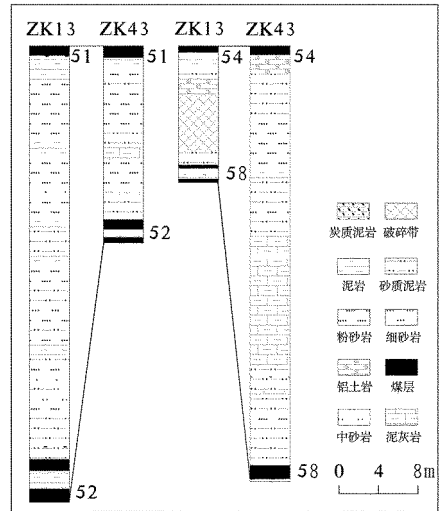 ZK13 ZK43 ZK13 ZK43
51 51 54 54
58
52
炭质泥岩 破碎带
泥岩 砂质泥岩
粉砂岩 细砂岩
铝土岩 煤层
中砂岩 泥灰岩
58
52
0 4 8m